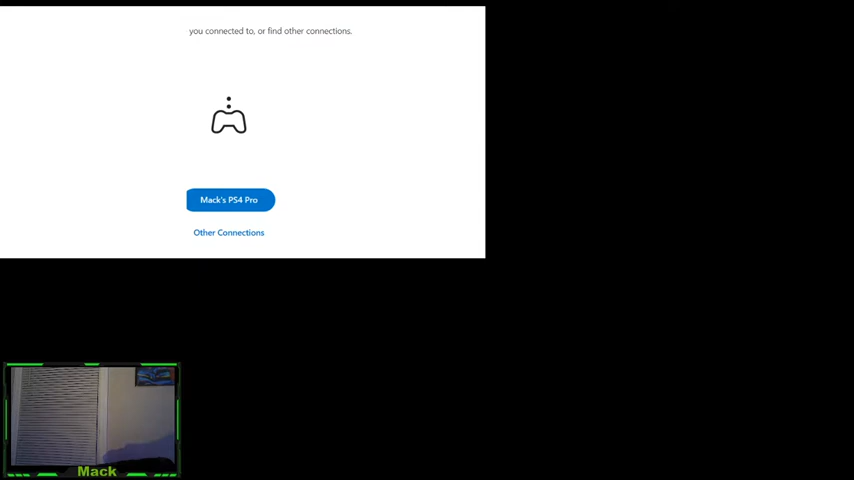 you connected to, or find other connections.
Mack's PS4 Pro
Other Connections
Mack